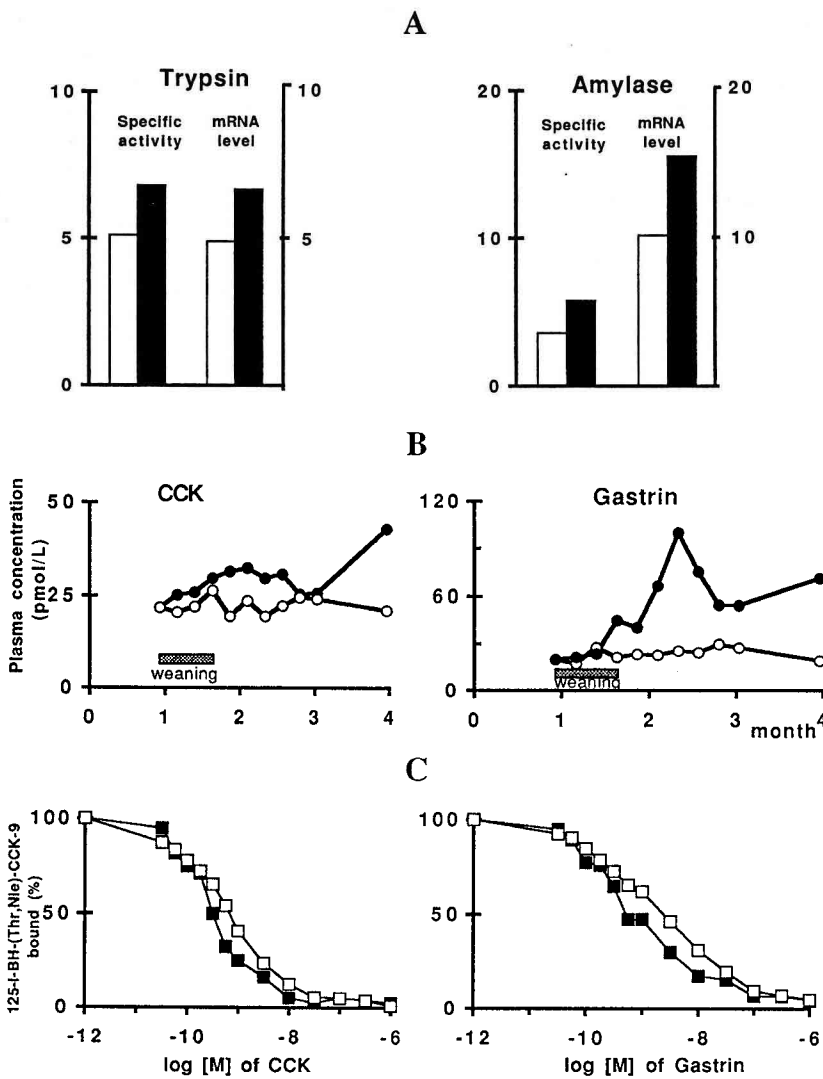 A
Trypsin
Amylase
10
10
20
20
Specific activity
mRNA level
Specific activity
mRNA level
5
5
10
10
0
0
B
CCK
Gastrin
Plasma concentration (pmol/L)
50
25
0
weaning
0 1 2 3 4
120
60
0
weaning
0 1 2 3 4
month
C
125-I-BH-(Thr,Nle)-CCK-9 bound (%)
100
50
0
-12 -10 -8 -6
log [M] of CCK
100
50
0
-12 -10 -8 -6
log [M] of Gastrin